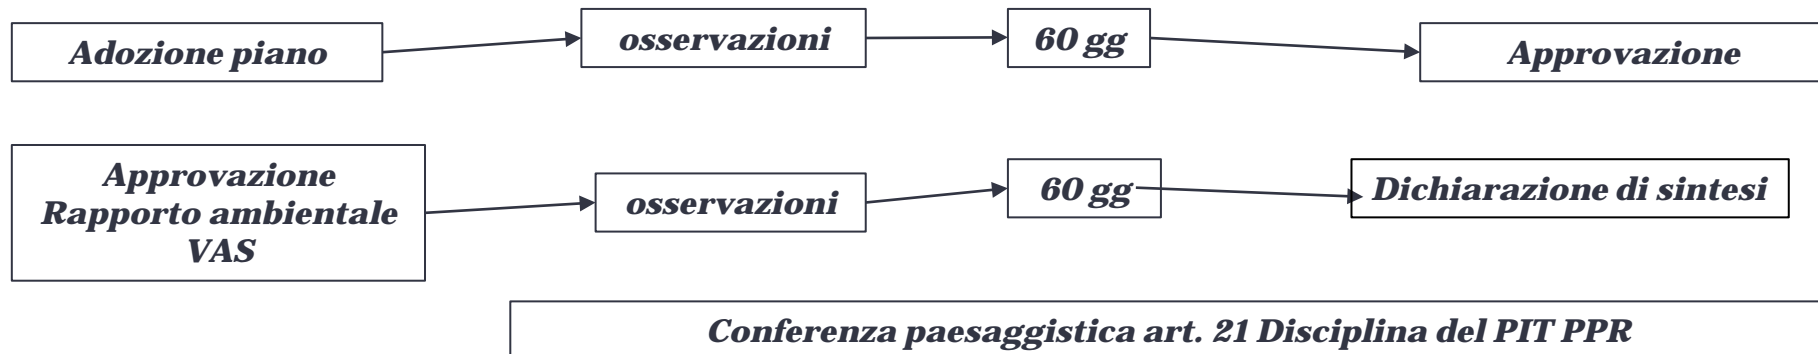 Adozione piano
osservazioni
60 gg
Approvazione
Approvazione
Rapporto ambientale
VAS
osservazioni
60 gg
Dichiarazione di sintesi
Conferenza paesaggistica art. 21 Disciplina del PIT PPR